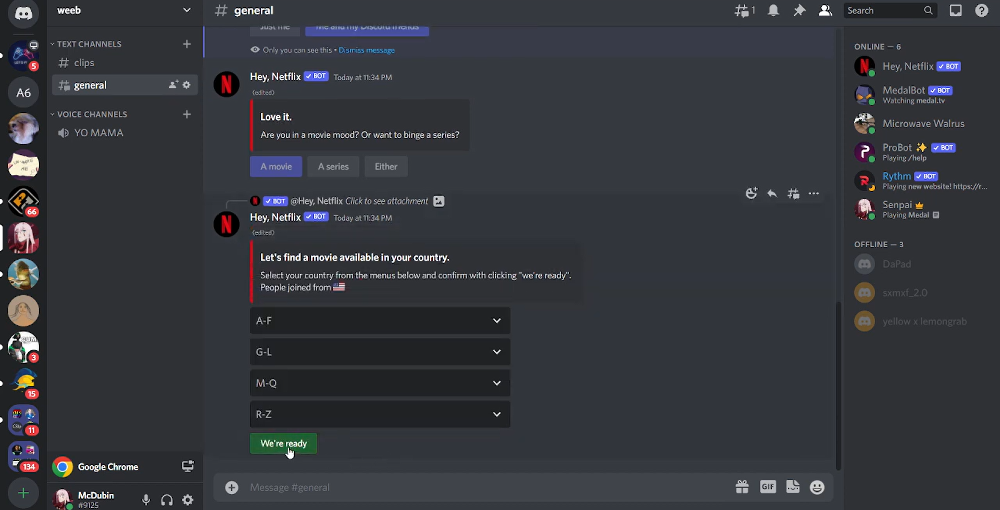 weeb
general
1
Search
TEXT CHANNELS
clips
general
VOICE CHANNELS
YO MAMA
5
A6
66
3
15
11
134
Just me
Me and my Discord friends
Only you can see this • Dismiss message
Hey, Netflix ✓ BOT Today at 11:34 PM
(edited)
Love it.
Are you in a movie mood? Or want to binge a series?
A movie
A series
Either
✓ BOT @Hey, Netflix Click to see attachment
Hey, Netflix ✓ BOT Today at 11:34 PM
(edited)
Let's find a movie available in your country.
Select your country from the menus below and confirm with clicking "we're ready".
People joined from 🇺🇸
A-F
G-L
M-Q
R-Z
We're ready
Message #general
GIF
Google Chrome
McDubin
#9125
ONLINE — 6
Hey, Netflix ✓ BOT
MedalBot ✓ BOT
Watching medal.tv
Microwave Walrus
ProBot ✨ ✓ BOT
Playing /help
Rythm ✓ BOT
Playing new website! https://r...
Senpai
Playing Medal
OFFLINE — 3
DaPad
sxmxf_2.0
yellow x lemongrab